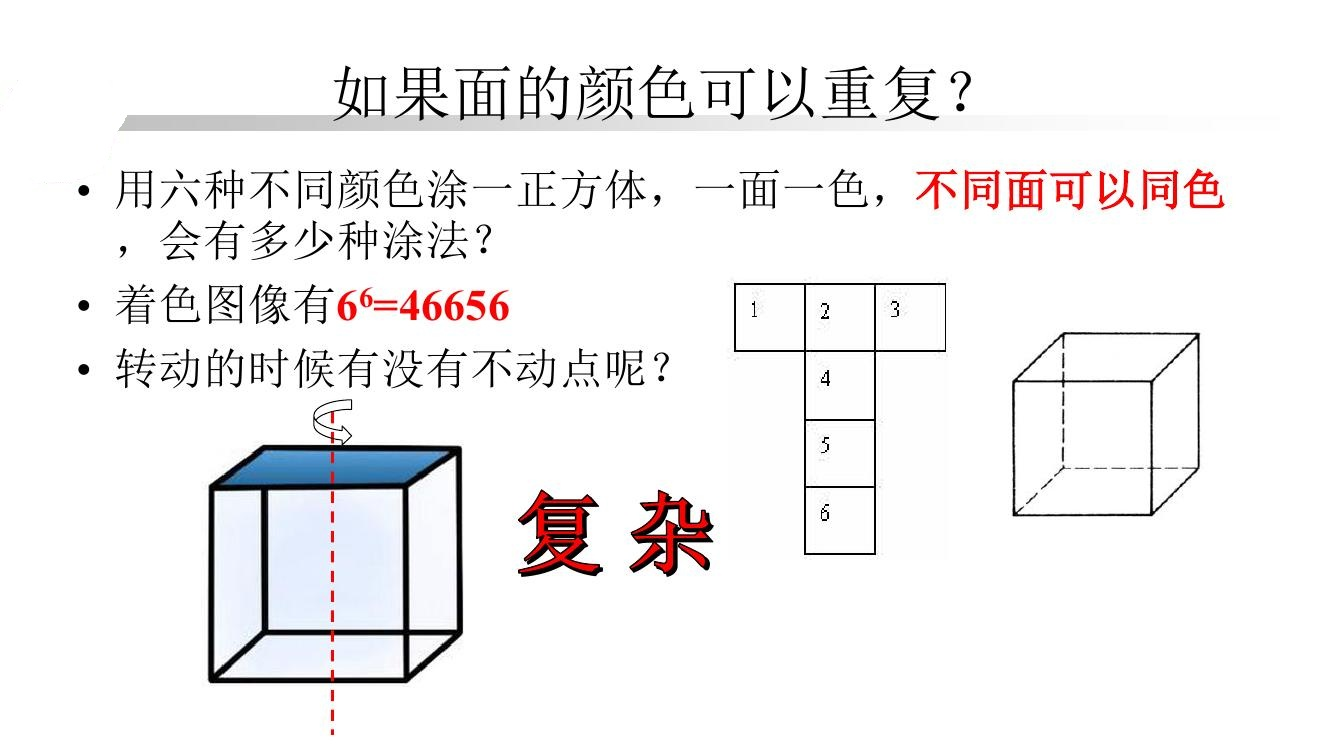 如果面的颜色可以重复？
• 用六种不同颜色涂一正方体，一面一色，不同面可以同色
，会有多少种涂法？
• 着色图像有6⁶=46656
• 转动的时候有没有不动点呢？
1 2 3
4
5
6
复 杂